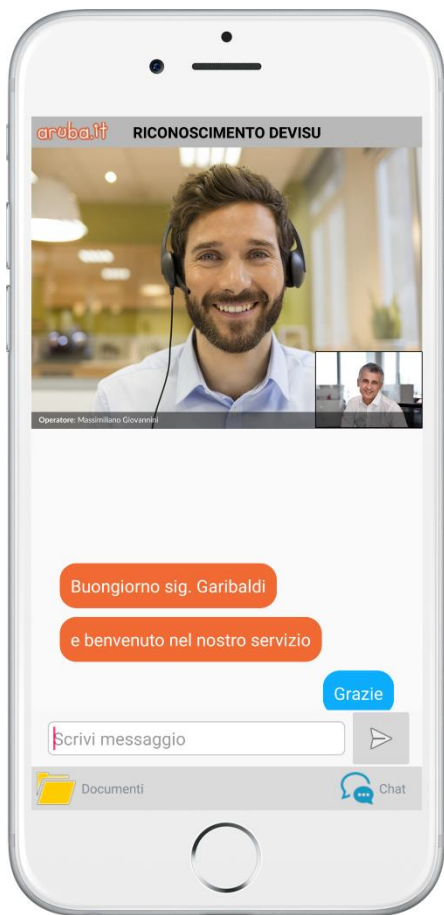 aruba.it RICONOSCIMENTO DEVISU
Operatore: Massimiliano Giovannini
Buongiorno sig. Garibaldi
e benvenuto nel nostro servizio
Grazie
Scrivi messaggio
Documenti Chat